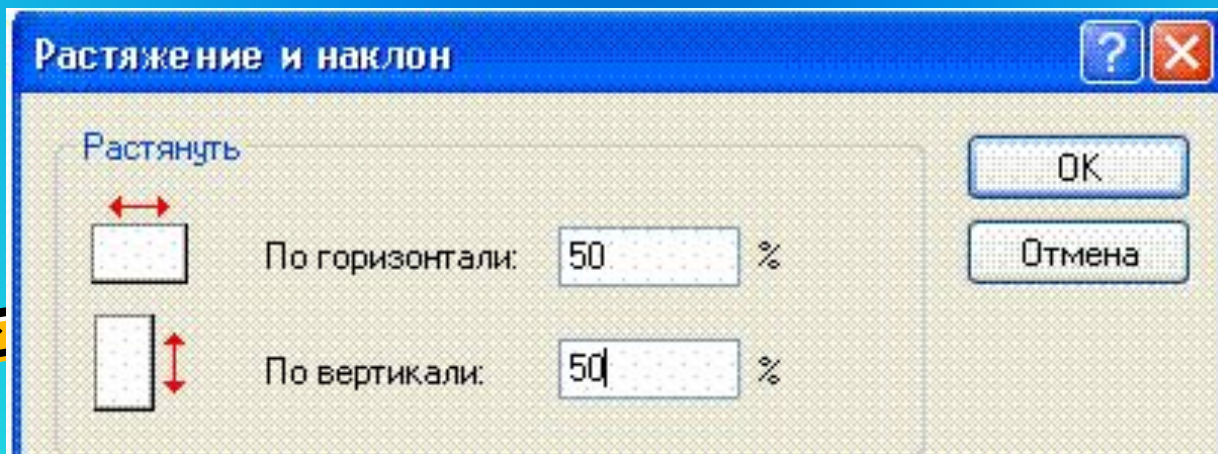 Растяжение и наклон
?
Растянуть
По горизонтали: 50 %
По вертикали: 50 %
OK
Отмена